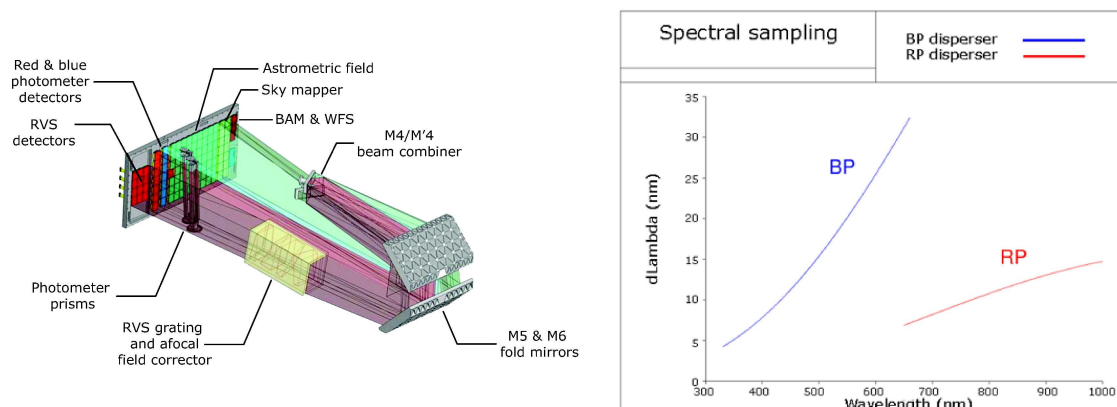 Red & blue
photometer
detectors
Astrometric field
Sky mapper
RVS
detectors
BAM & WFS
M4/M'4
beam combiner
Photometer
prisms
RVS grating
and afocal
field corrector
M5 & M6
fold mirrors
Spectral sampling
BP disperser
RP disperser
dLambda (nm)
35
30
25
20
15
10
5
0
BP
RP
300
400
500
600
700
800
900
1000
Wavelength (nm)